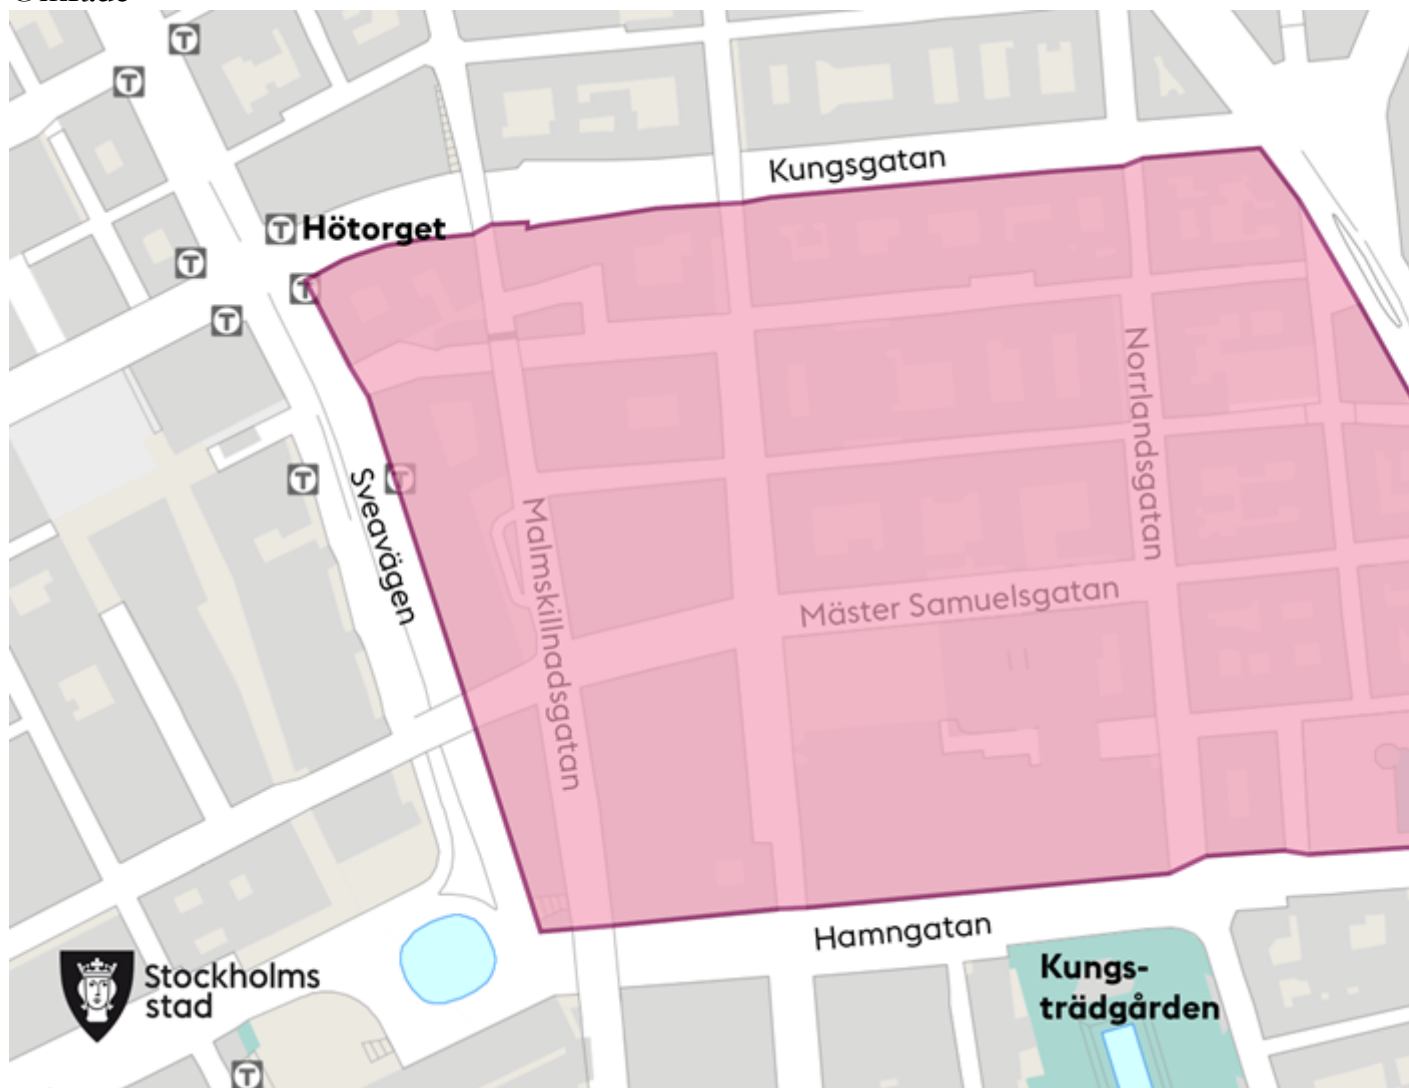 T
T
Kungsgatan
T Hötorget
T
T
T
Norrlandsgatan
T
T
Sveavägen
Malmskillnadsgatan
Mäster Samuelsgatan
Hamngatan
Kungs-
trädgården
Stockholms
stad
T